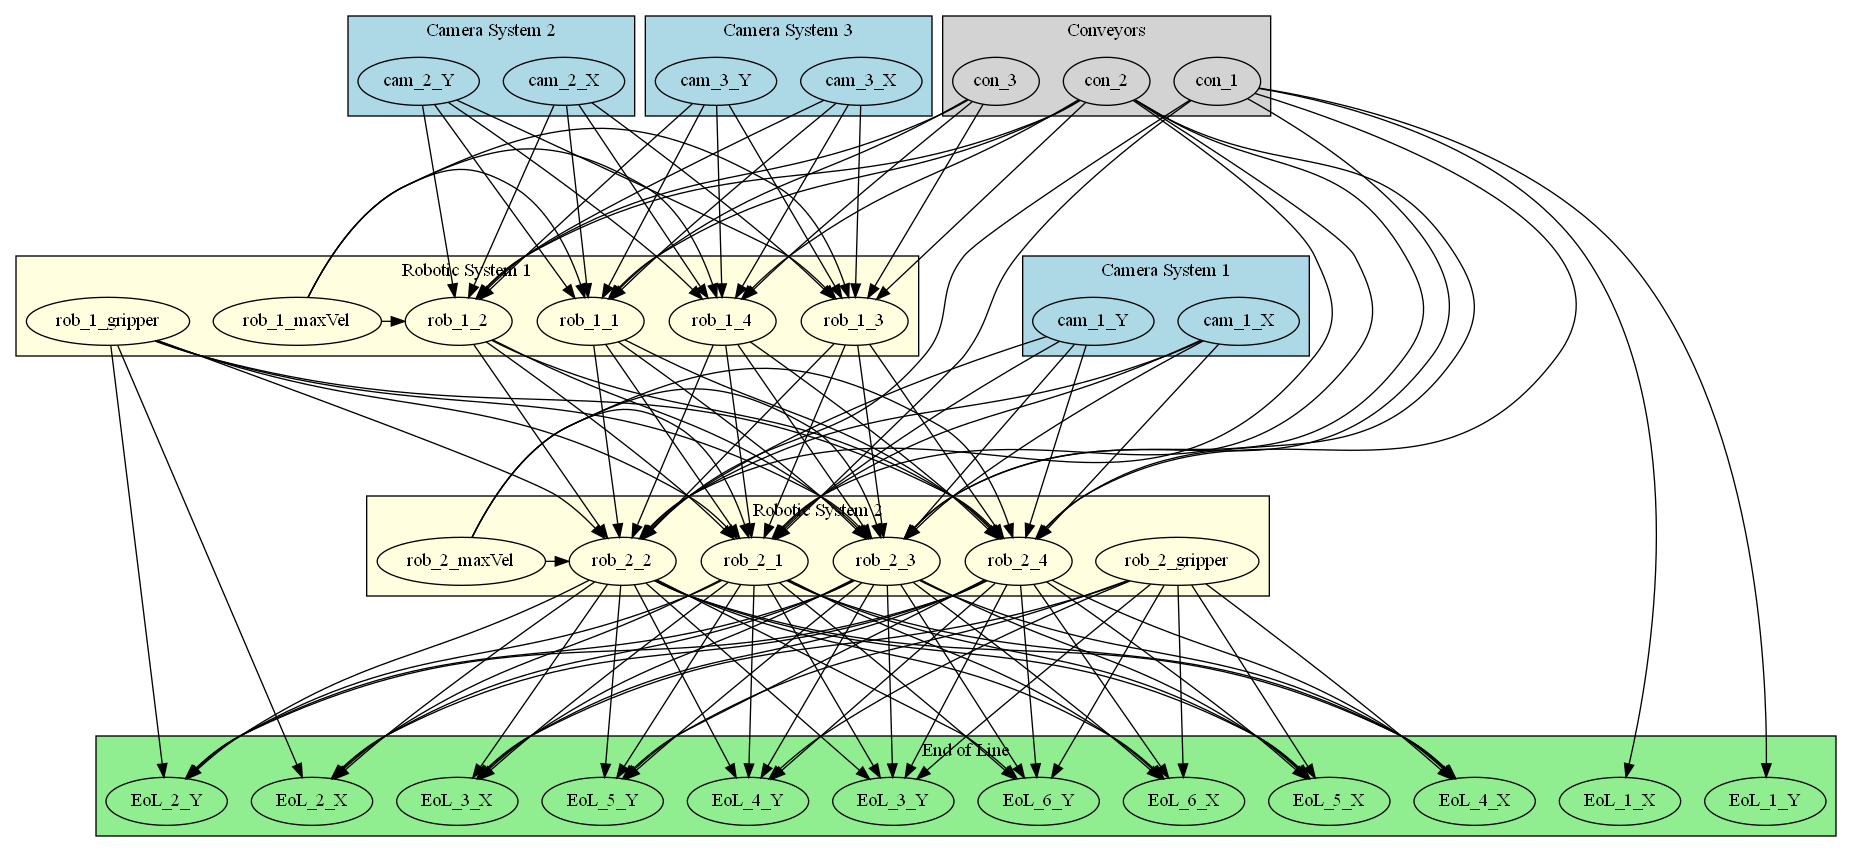 Camera System 2
Camera System 3
Conveyors
cam_2_Y
cam_2_X
cam_3_Y
cam_3_X
con_3
con_2
con_1
Robotic System 1
Camera System 1
rob_1_gripper
rob_1_maxVel
rob_1_2
rob_1_1
rob_1_4
rob_1_3
cam_1_Y
cam_1_X
Robotic System 2
rob_2_maxVel
rob_2_2
rob_2_1
rob_2_3
rob_2_4
rob_2_gripper
End of Line
EoL_2_Y
EoL_2_X
EoL_3_X
EoL_5_Y
EoL_4_Y
EoL_3_Y
EoL_6_Y
EoL_6_X
EoL_5_X
EoL_4_X
EoL_1_X
EoL_1_Y